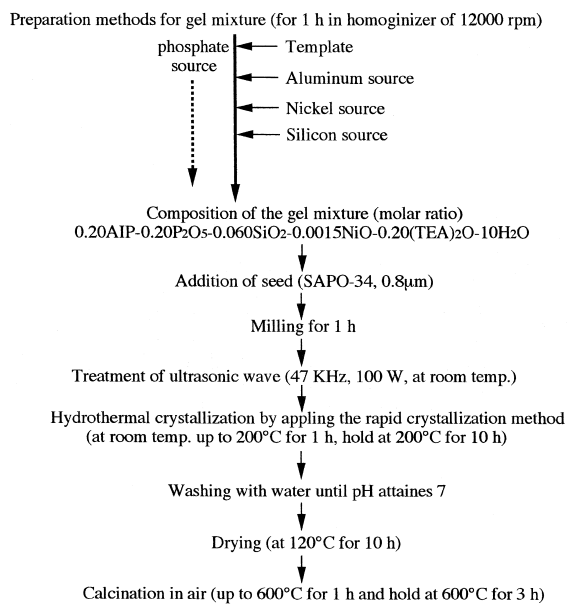 Preparation methods for gel mixture (for 1 h in homoginizer of 12000 rpm)
phosphate
source
Template
Aluminum source
Nickel source
Silicon source
Composition of the gel mixture (molar ratio)
0.20AIP-0.20P2O5-0.060SiO2-0.0015NiO-0.20(TEA)2O-10H2O
Addition of seed (SAPO-34, 0.8μm)
Milling for 1 h
Treatment of ultrasonic wave (47 KHz, 100 W, at room temp.)
Hydrothermal crystallization by appling the rapid crystallization method
(at room temp. up to 200°C for 1 h, hold at 200°C for 10 h)
Washing with water until pH attaines 7
Drying (at 120°C for 10 h)
Calcination in air (up to 600°C for 1 h and hold at 600°C for 3 h)